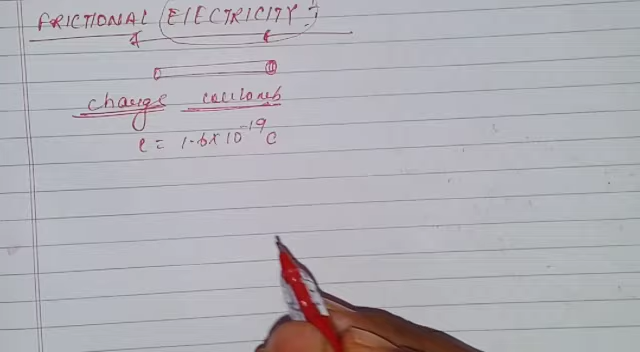 FRICTIONAL ELECTRICITY :-
charge coulomb
e = 1.6 x 10^-19 C